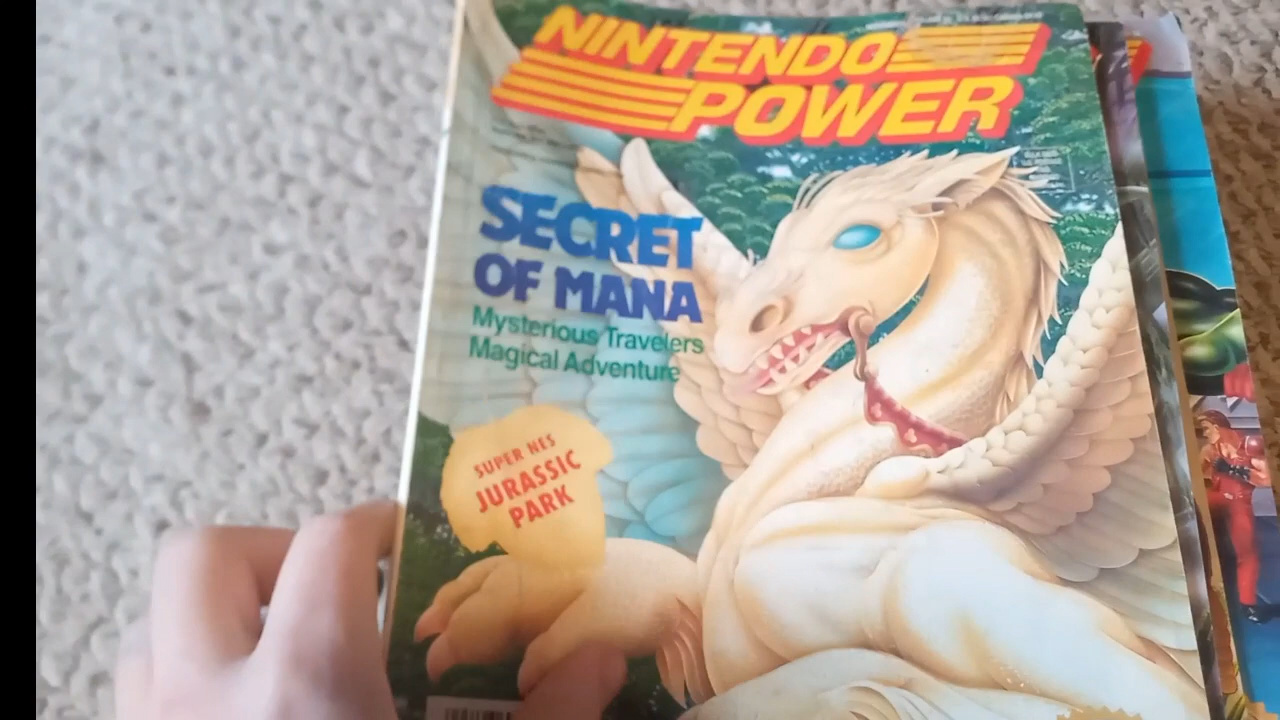 NINTENDO
POWER
SECRET
OF MANA
Mysterious Travelers
Magical Adventure
SUPER NES
JURASSIC
PARK